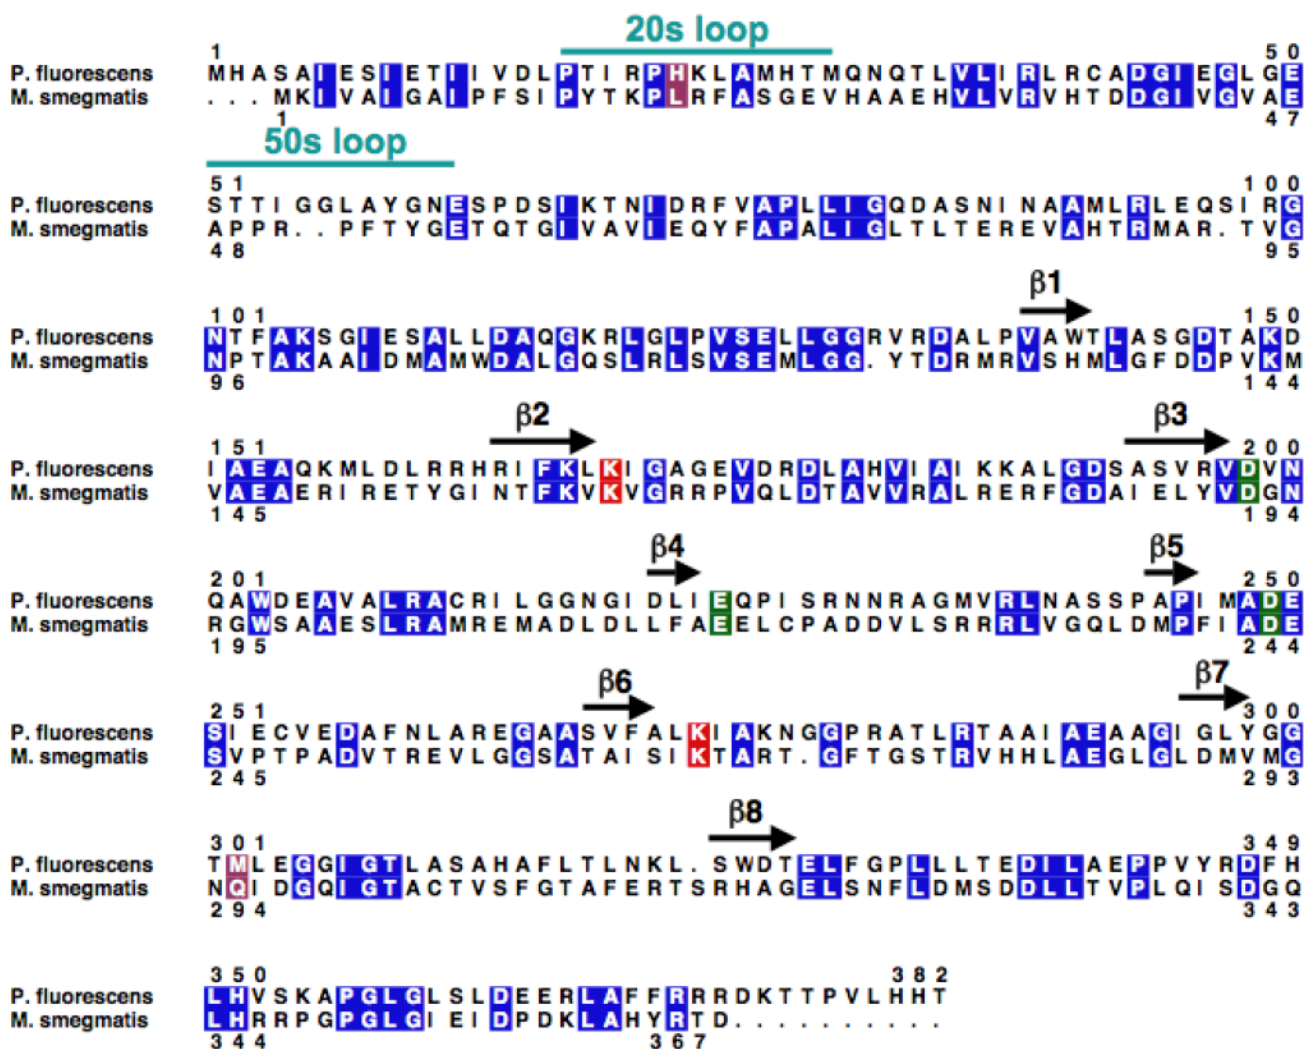 20s loop
1 50
P. fluorescens MHASAIESIETIIVDLPTIRPHKLAMHTMQNQTLVLIRLRCADGIEGLGE
M. smegmatis ...MKIVAIGAIPFSIPYTKPLRFASGEVHAAEHVLVRVHTDDGIVGVAE
1 47
50s loop
51 100
P. fluorescens STTIGGLAYGNESPDSIKTNIDRFVAPLLIGQDASNINAAMLRLEQSIRG
M. smegmatis APPR..PFTYGETQTGIVAVIEQYFAPALIGLTLTEREVAHTRMAR.TVG
48 95
β1
101 150
P. fluorescens NTFAKSGIESALLDAQGKRLGLPVSELLGGRVRDALPVAWTLASGDTAKD
M. smegmatis NPTAKAAIDMAMWDALGQSLRLSVSEMLGG.YTDRMRVSHMLGFDDPVKM
96 144
β2 β3
151 200
P. fluorescens IAEAQKMLDLRRHRIFKLKIGAGEVDRDLAHVIAIKKALGDSASVRVDVN
M. smegmatis VAEAERIRETYGINTFKVKVGRRPVQLDTAVVRALRERFGDAIELYVDGN
145 194
β4 β5
201 250
P. fluorescens QAWDEAVALRACRILGGNGIDLIEQPISRNNRAGMVRLNASSPAPIMADE
M. smegmatis RGWSAAESLRAMREMADLDLLFAEELCPADDVLSRRRLVGQLDMPFIADE
195 244
β6 β7
251 300
P. fluorescens SIECVEDAFNLAREGAASVFALKIAKNGGPRATLRTAAIAEAAGIGLYGG
M. smegmatis SVPTPADVTREVLGGSATAISIKTART.GFTGSTRVHHLAEGLGLDMVMG
245 293
β8
301 349
P. fluorescens TMLEGGIGTLASAHAFLTLNKL.SWDTELFGPLLLTEDILAEPPVYRDFH
M. smegmatis NQIDGQIGTACTVSFGTAFERTSRHAGELSNFLDMSDDLLTVPLQISDGQ
294 343
350 382
P. fluorescens LHVSKAPGLGLSLDEERLAFFRRRDKTTPVLHHT
M. smegmatis LHRRPGPGLGIEIDPDKLAHYRTD..........
344 367